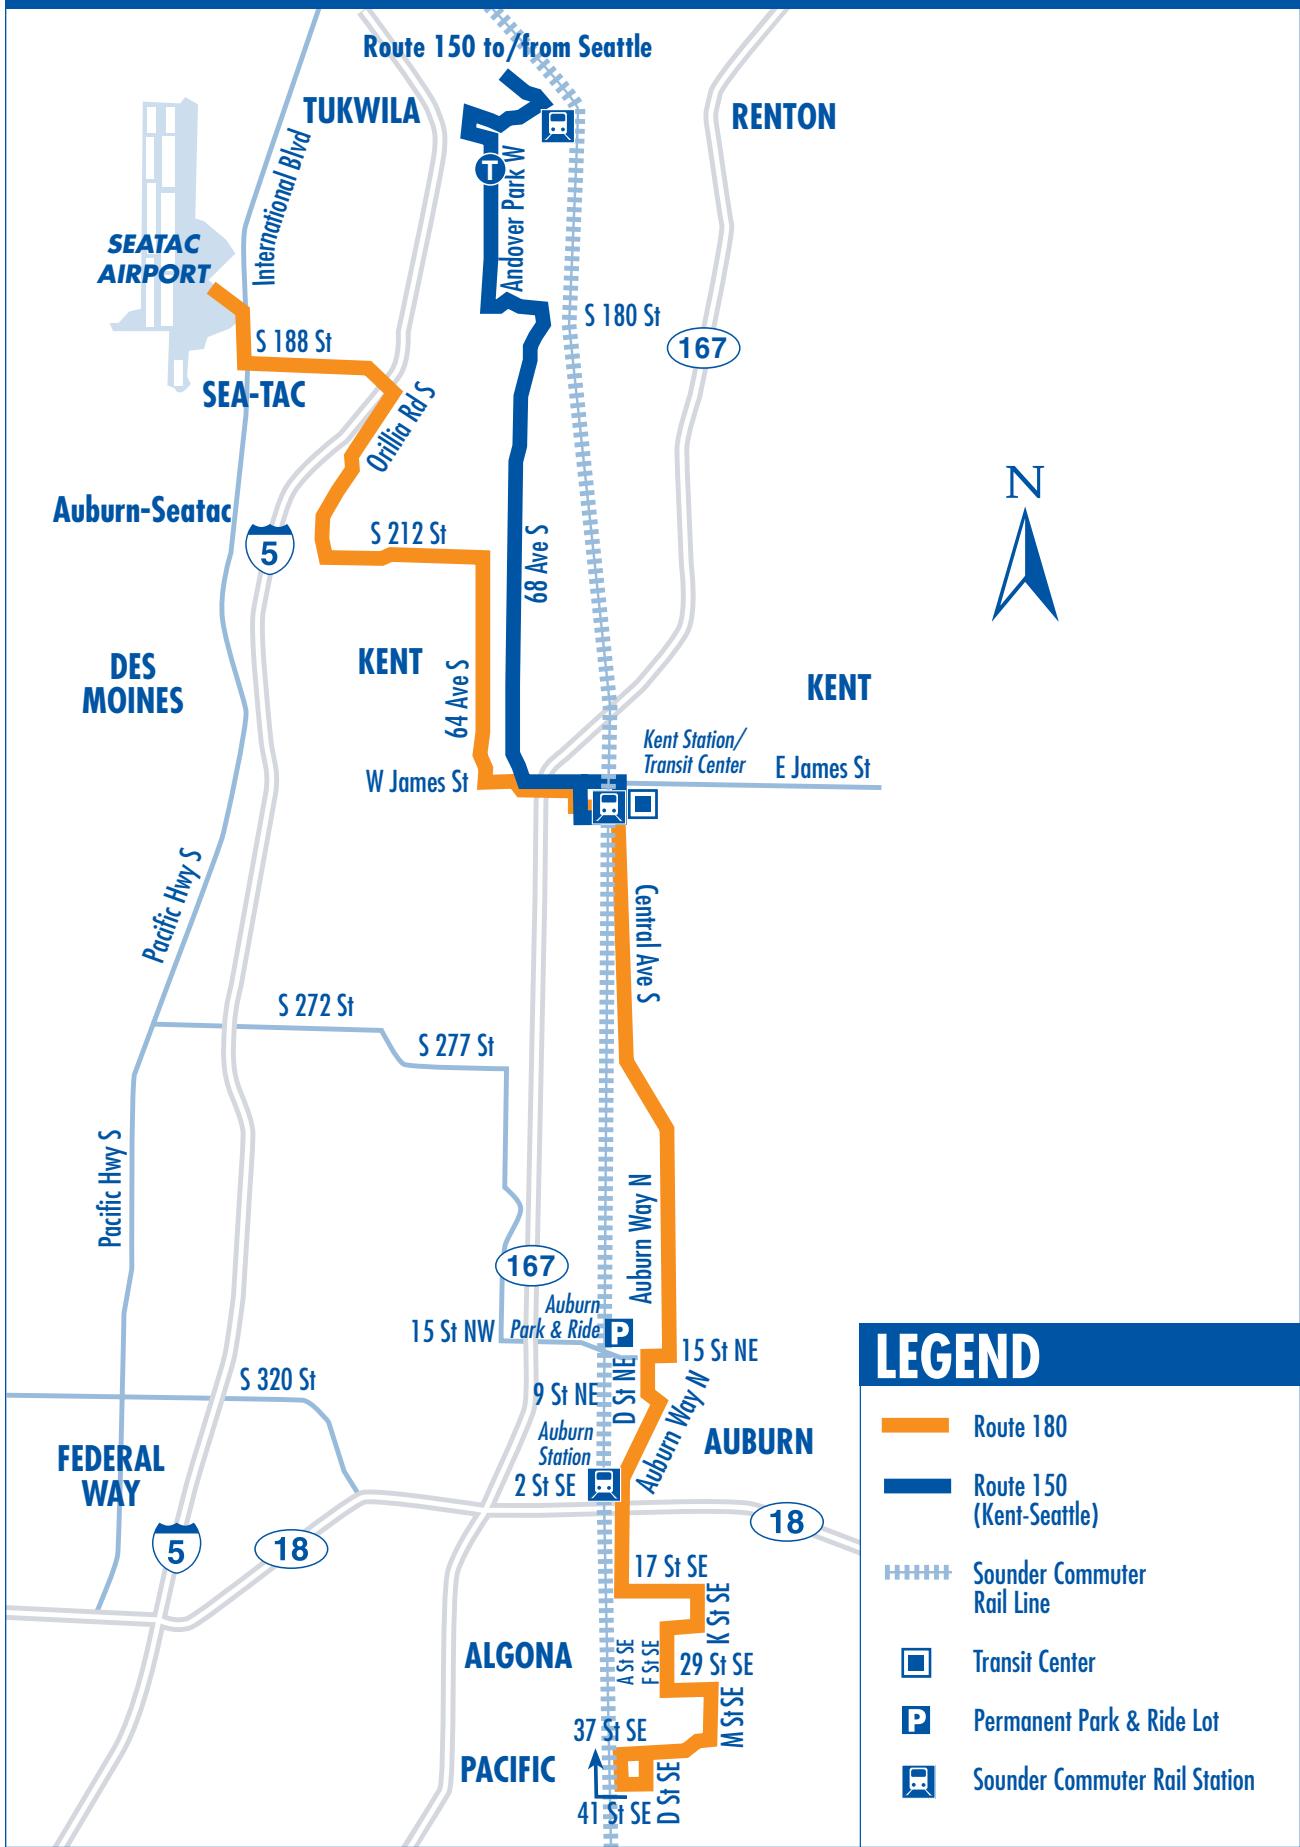 Route 150 to/from Seattle
TUKWILA
RENTON
International Blvd
T
Andover Park W
SEATAC
AIRPORT
S 180 St
S 188 St
167
SEA-TAC
Orillia Rd S
N
Auburn-Seatac
5
S 212 St
68 Ave S
DES
MOINES
KENT
64 Ave S
KENT
Kent Station/
Transit Center
W James St
E James St
Pacific Hwy S
Central Ave S
S 272 St
S 277 St
Pacific Hwy S
Auburn Way N
167
Auburn
Park & Ride
P
15 St NW
15 St NE
S 320 St
9 St NE
D St NE
Auburn Way N
Auburn
Station
AUBURN
2 St SE
FEDERAL
WAY
5
18
18
17 St SE
K St SE
ALGONA
A St SE
F St SE
29 St SE
M St SE
37 St SE
PACIFIC
D St SE
41 St SE
LEGEND
Route 180
Route 150
(Kent-Seattle)
Sounder Commuter
Rail Line
Transit Center
P
Permanent Park & Ride Lot
Sounder Commuter Rail Station